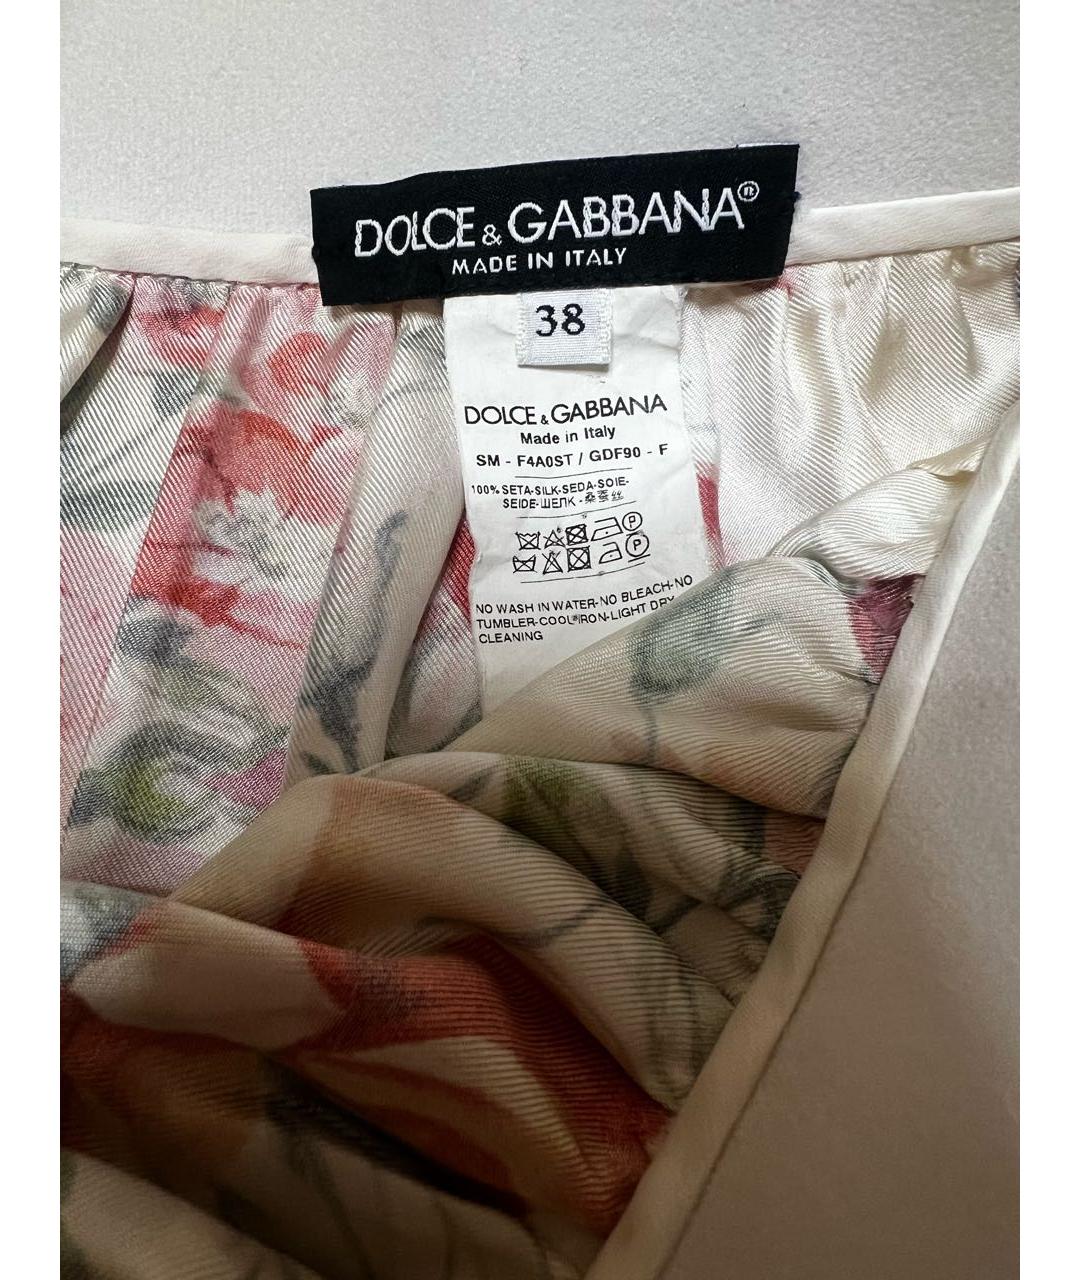 DOLCE & GABBANA®
MADE IN ITALY
38
DOLCE & GABBANA
Made in Italy
SM - F4A0ST / GDF90 - F
100% SETA-SILK-SEDA-SOIE-
SEIDE-ШЕЛК-桑蚕丝
P
P
NO WASH IN WATER-NO BLEACH-NO
TUMBLER-COOL IRON-LIGHT DRY
CLEANING